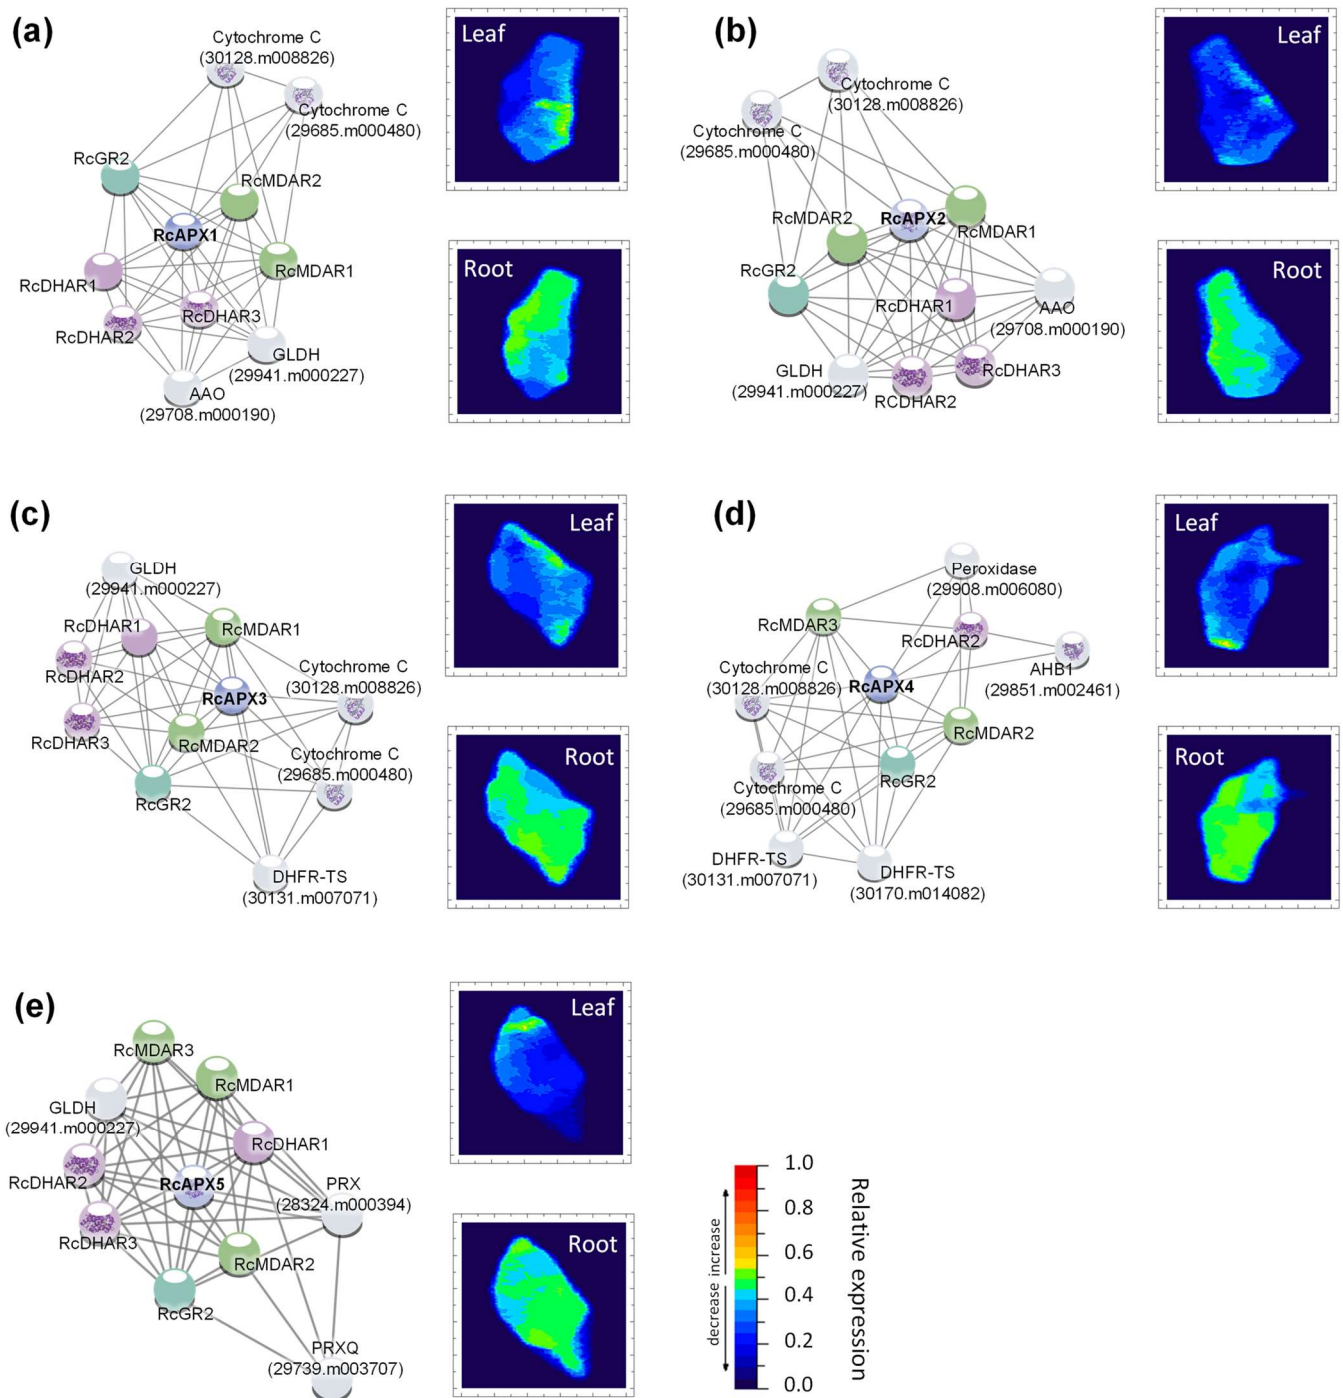 (a)
Cytochrome C
(30128.m008826)
Cytochrome C
(29685.m000480)
RcGR2
RcMDAR2
RcAPX1
RcMDAR1
RcDHAR1
RcDHAR3
RcDHAR2
GLDH
(29941.m000227)
AAO
(29708.m000190)
Leaf
Root
(b)
Cytochrome C
(30128.m008826)
Cytochrome C
(29685.m000480)
RcMDAR2
RcAPX2
RcMDAR1
RcGR2
RcDHAR1
AAO
(29708.m000190)
GLDH
(29941.m000227)
RcDHAR3
RCDHAR2
Leaf
Root
(c)
GLDH
(29941.m000227)
RcDHAR1
RcMDAR1
RcDHAR2
Cytochrome C
(30128.m008826)
RcAPX3
RcDHAR3
RcMDAR2
Cytochrome C
(29685.m000480)
RcGR2
DHFR-TS
(30131.m007071)
Leaf
Root
(d)
Peroxidase
(29908.m006080)
RcMDAR3
RcDHAR2
Cytochrome C
(30128.m008826)
RcAPX4
AHB1
(29851.m002461)
RcMDAR2
RcGR2
Cytochrome C
(29685.m000480)
DHFR-TS
(30131.m007071)
DHFR-TS
(30170.m014082)
Leaf
Root
(e)
RcMDAR3
RcMDAR1
GLDH
(29941.m000227)
RcDHAR1
RcDHAR2
RcAPX5
PRX
(28324.m000394)
RcDHAR3
RcMDAR2
RcGR2
PRXQ
(29739.m003707)
Leaf
Root
1.0
0.8
0.6
0.4
0.2
0.0
decrease increase
Relative expression